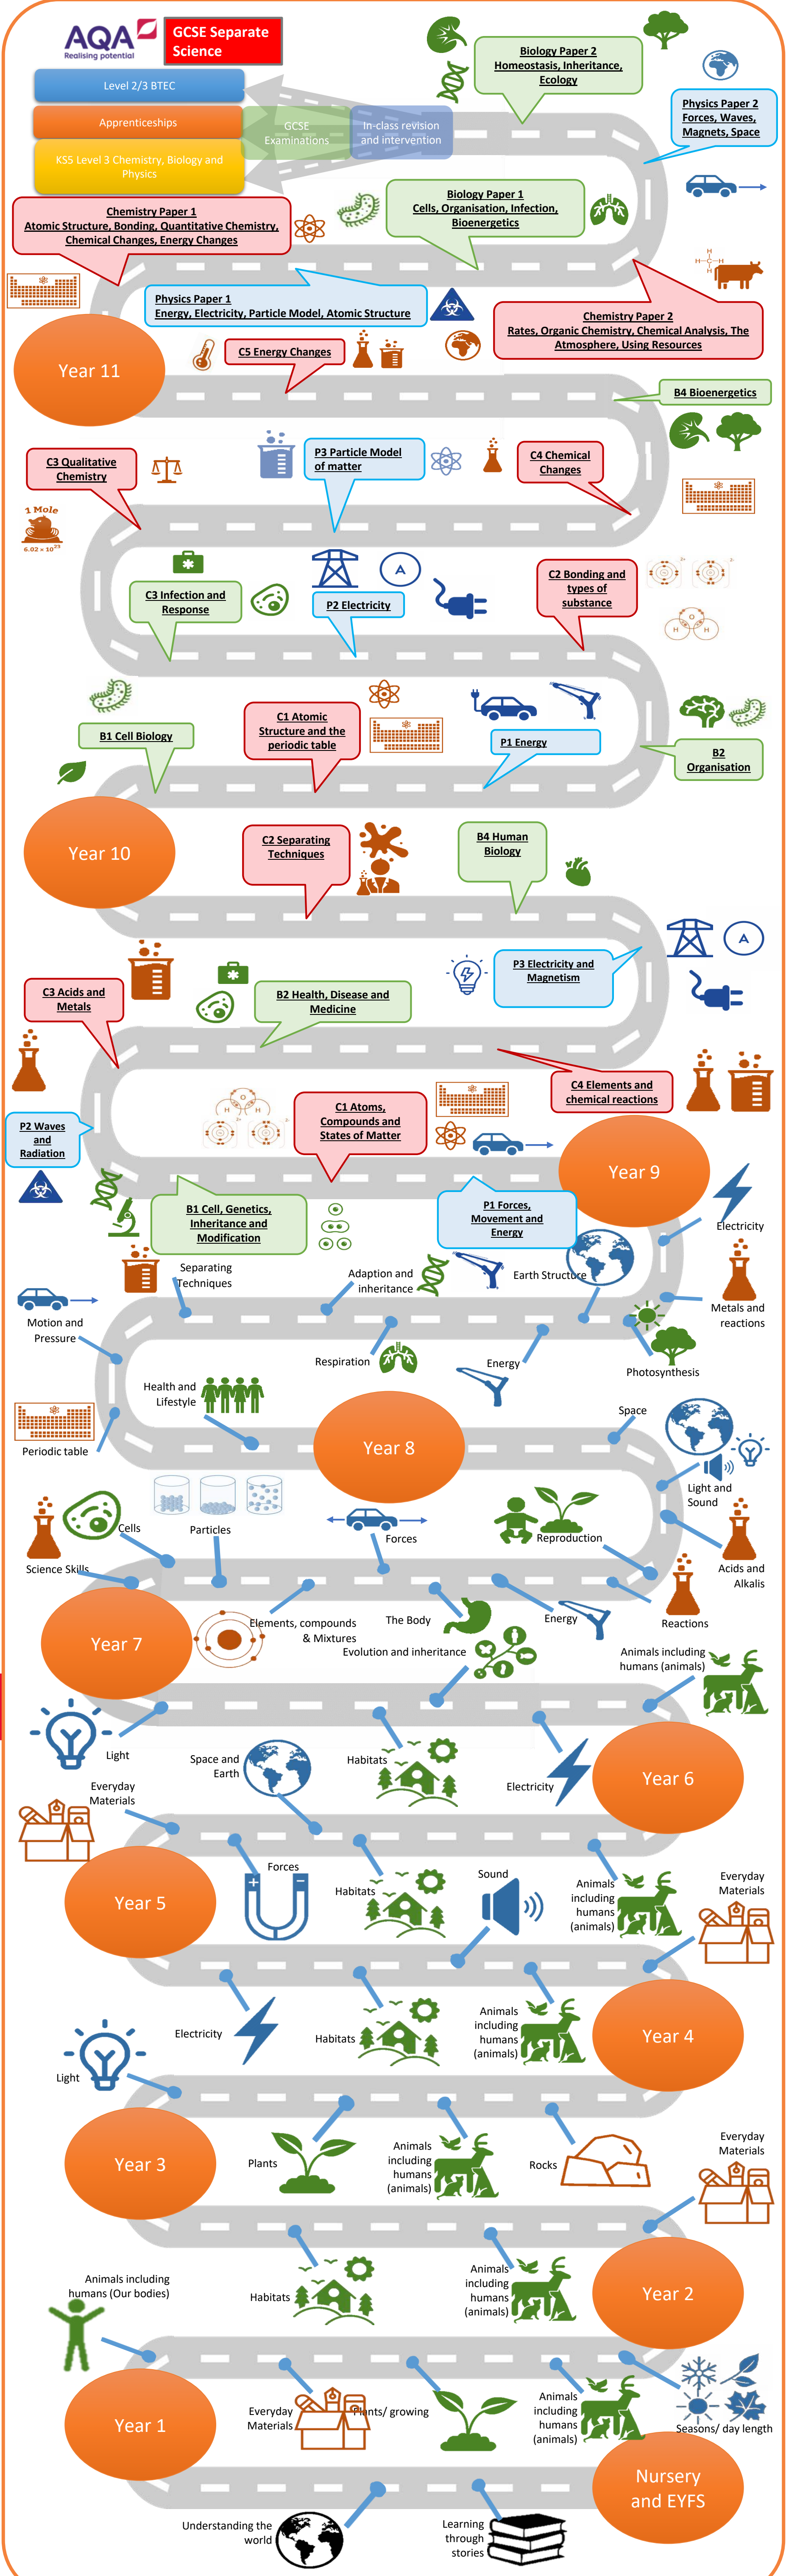 AQA
Realising potential
GCSE Separate
Science
Level 2/3 BTEC
Apprenticeships
KS5 Level 3 Chemistry, Biology and
Physics
GCSE
Examinations
In-class revision
and intervention
Biology Paper 2
Homeostasis, Inheritance,
Ecology
Physics Paper 2
Forces, Waves,
Magnets, Space
Chemistry Paper 1
Atomic Structure, Bonding, Quantitative Chemistry,
Chemical Changes, Energy Changes
Biology Paper 1
Cells, Organisation, Infection,
Bioenergetics
H
H C H
H
Physics Paper 1
Energy, Electricity, Particle Model, Atomic Structure
Chemistry Paper 2
Rates, Organic Chemistry, Chemical Analysis, The
Atmosphere, Using Resources
Year 11
C5 Energy Changes
B4 Bioenergetics
C3 Qualitative
Chemistry
P3 Particle Model
of matter
C4 Chemical
Changes
1 Mole
6.02 x 10²³
C3 Infection and
Response
A
P2 Electricity
C2 Bonding and
types of
substance
O
H H
B1 Cell Biology
C1 Atomic
Structure and the
periodic table
P1 Energy
B2
Organisation
Year 10
C2 Separating
Techniques
B4 Human
Biology
P3 Electricity and
Magnetism
A
C3 Acids and
Metals
B2 Health, Disease and
Medicine
C4 Elements and
chemical reactions
P2 Waves
and
Radiation
O
H H
C1 Atoms,
Compounds and
States of Matter
Year 9
B1 Cell, Genetics,
Inheritance and
Modification
P1 Forces,
Movement and
Energy
Electricity
Separating
Techniques
Adaption and
inheritance
Earth Structure
Metals and
reactions
Motion and
Pressure
Respiration
Energy
Photosynthesis
Health and
Lifestyle
Periodic table
Year 8
Space
Light and
Sound
Cells
Particles
Forces
Reproduction
Acids and
Alkalis
Science Skills
Year 7
Elements, compounds
& Mixtures
The Body
Energy
Reactions
Evolution and inheritance
Animals including
humans (animals)
Light
Space and
Earth
Habitats
Electricity
Year 6
Everyday
Materials
Year 5
Forces
Habitats
Sound
Animals
including
humans
(animals)
Everyday
Materials
Electricity
Habitats
Animals
including
humans
(animals)
Year 4
Light
Year 3
Plants
Animals
including
humans
(animals)
Rocks
Everyday
Materials
Animals including
humans (Our bodies)
Habitats
Animals
including
humans
(animals)
Year 2
Year 1
Everyday
Materials
Plants/ growing
Animals
including
humans
(animals)
Seasons/ day length
Nursery
and EYFS
Understanding the
world
Learning
through
stories